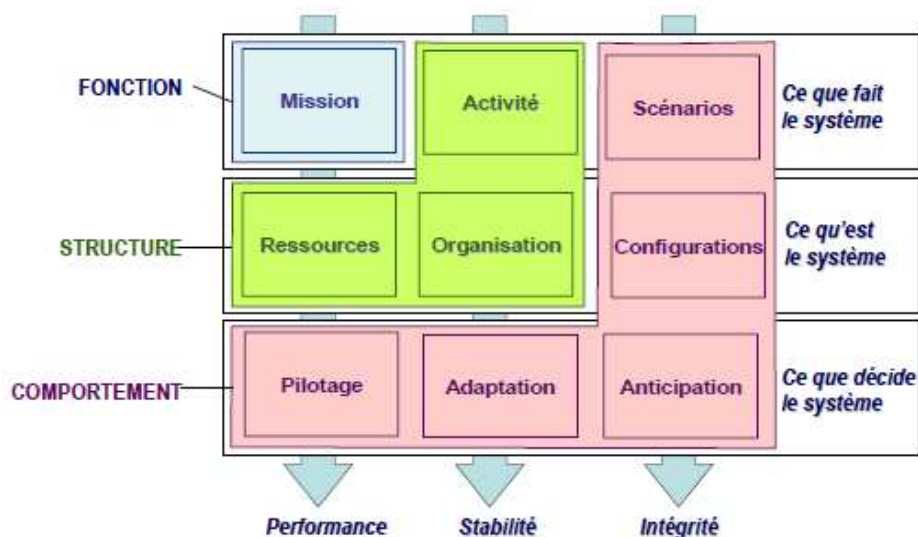 FONCTION
Mission
Activité
Scénarios
Ce que fait
le système
STRUCTURE
Ressources
Organisation
Configurations
Ce qu'est
le système
COMPORTEMENT
Pilotage
Adaptation
Anticipation
Ce que décide
le système
Performance
Stabilité
Intégrité